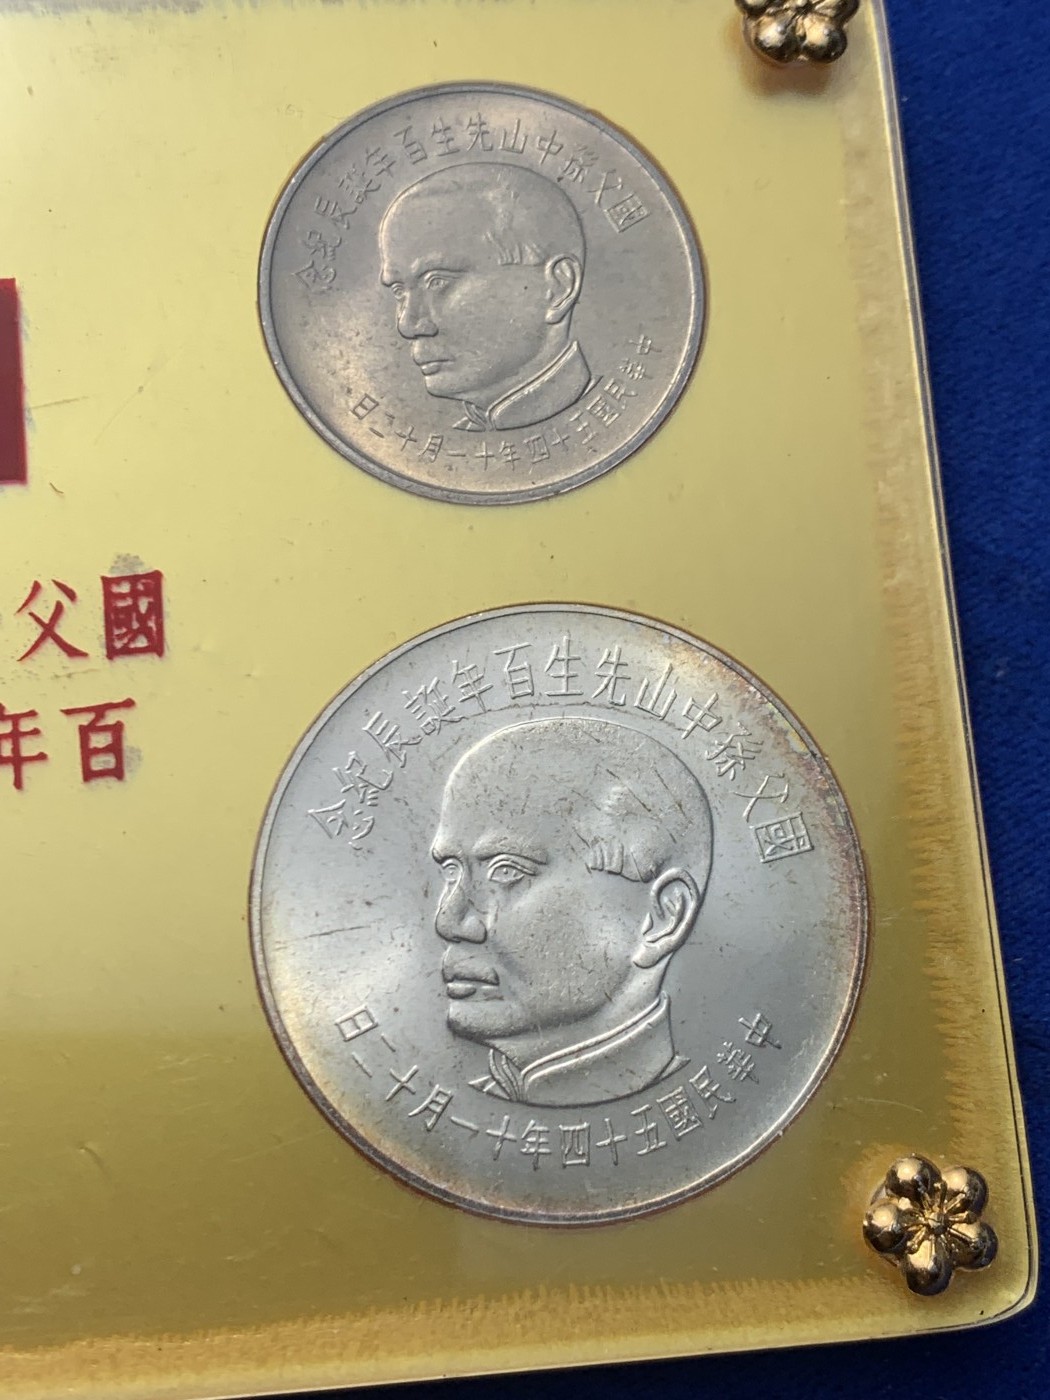 國父孫中山先生百年誕辰紀念
中華民國五十四年十一月十二日
國父
百年
國父孫中山先生百年誕辰紀念
中華民國五十四年十一月十二日